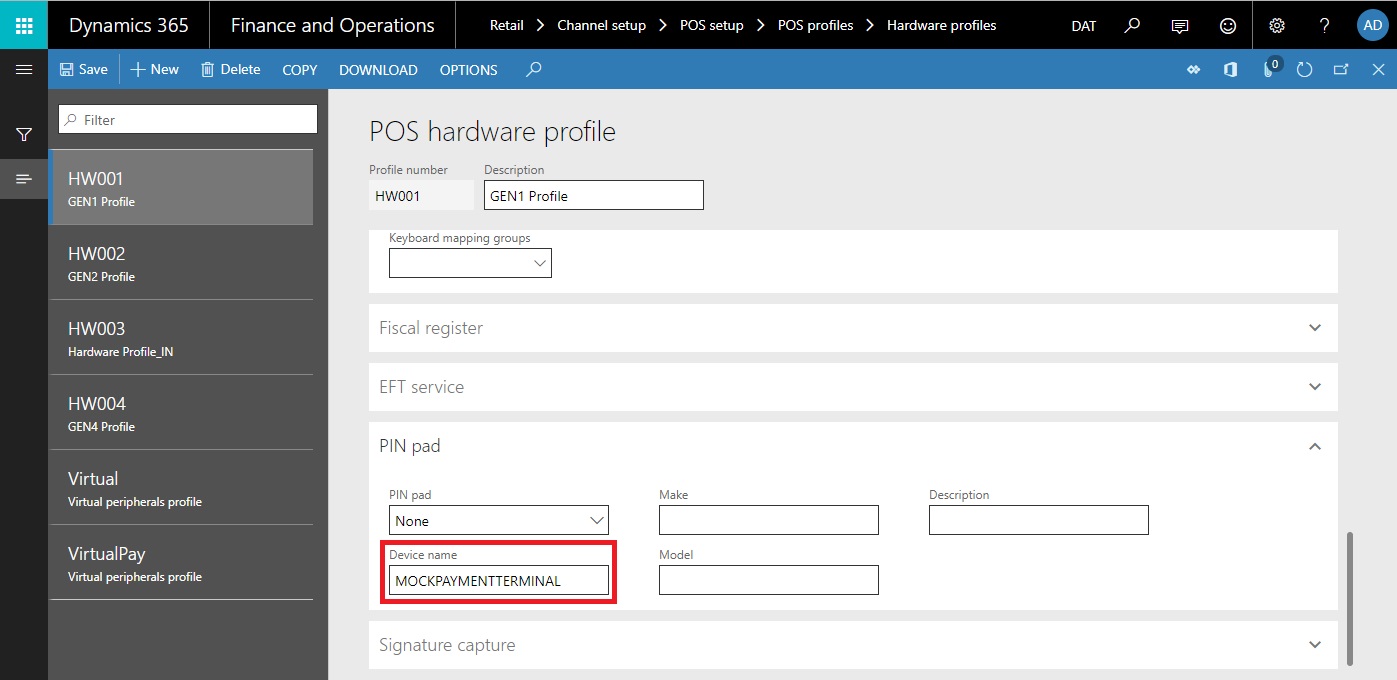 Dynamics 365
Finance and Operations
Retail > Channel setup > POS setup > POS profiles > Hardware profiles
DAT
?
AD
Save
New
Delete
COPY
DOWNLOAD
OPTIONS
0
Filter
HW001
GEN1 Profile
HW002
GEN2 Profile
HW003
Hardware Profile_IN
HW004
GEN4 Profile
Virtual
Virtual peripherals profile
VirtualPay
Virtual peripherals profile
POS hardware profile
Profile number
HW001
Description
GEN1 Profile
Keyboard mapping groups
Fiscal register
EFT service
PIN pad
PIN pad
None
Make
Description
Device name
MOCKPAYMENTTERMINAL
Model
Signature capture